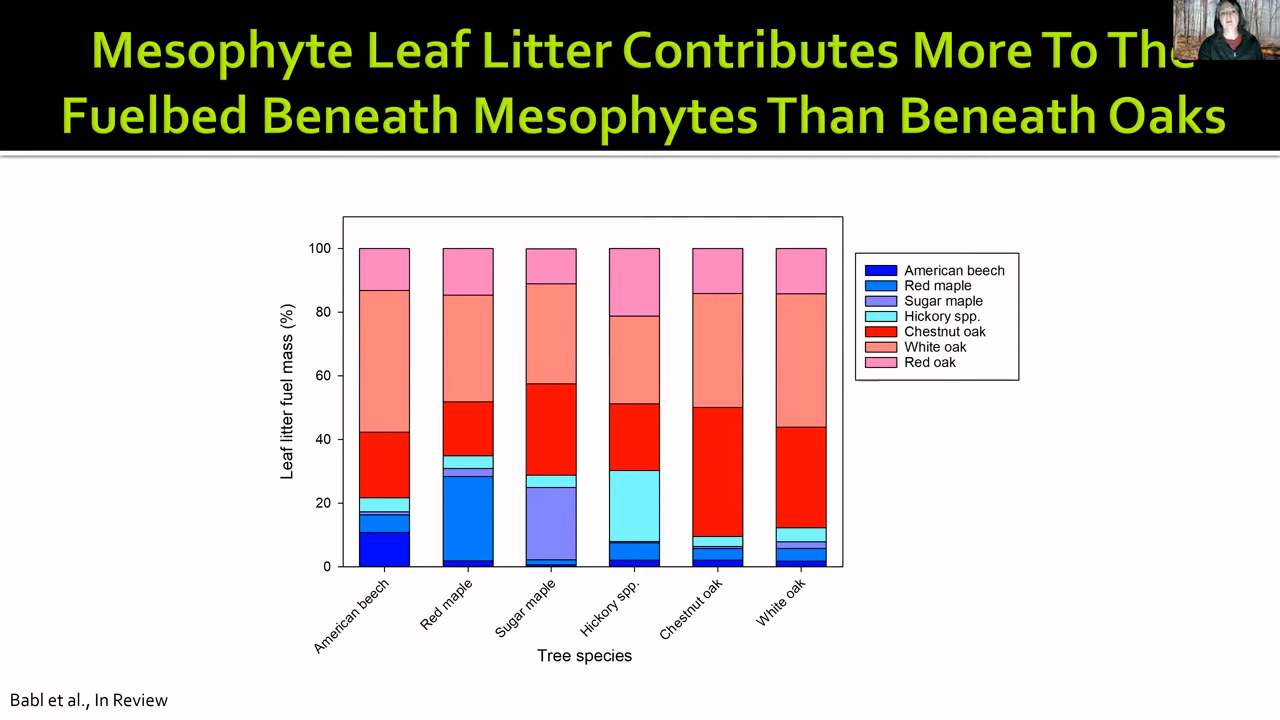 Mesophyte Leaf Litter Contributes More To The
Fuelbed Beneath Mesophytes Than Beneath Oaks
100
80
60
40
20
0
Leaf litter fuel mass (%)
American beech
Red maple
Sugar maple
Hickory spp.
Chestnut oak
White oak
Tree species
American beech
Red maple
Sugar maple
Hickory spp.
Chestnut oak
White oak
Red oak
Babl et al., In Review